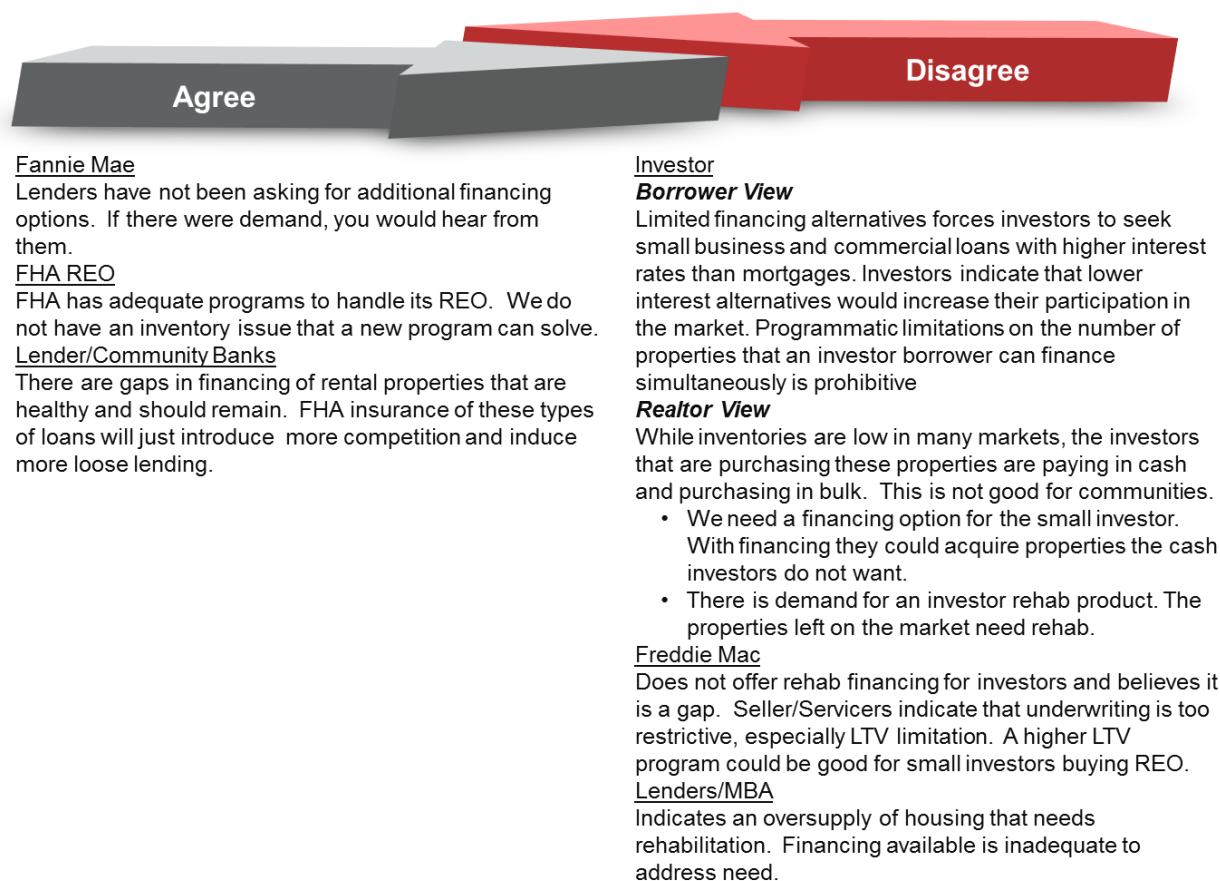 Agree
Disagree
Fannie Mae
Lenders have not been asking for additional financing
options.  If there were demand, you would hear from
them.
FHA REO
FHA has adequate programs to handle its REO.   We do
not have an inventory issue that a new program can solve.
Lender/Community Banks
There are gaps in financing of rental properties that are
healthy and should remain.  FHA insurance of these types
of loans will just introduce  more competition and induce
more loose lending.
Investor
Borrower View
Limited financing alternatives forces investors to seek
small business and commercial loans with higher interest
rates than mortgages. Investors indicate that lower
interest alternatives would increase their participation in
the market. Programmatic limitations on the number of
properties that an investor borrower can finance
simultaneously is prohibitive
Realtor View
While inventories are low in many markets, the investors
that are purchasing these properties are paying in cash
and purchasing in bulk.  This is not good for communities.
• We need a financing option for the small investor.
With financing they could acquire properties the cash
investors do not want.
• There is demand for an investor rehab product. The
properties left on the market need rehab.
Freddie Mac
Does not offer rehab financing for investors and believes it
is a gap.  Seller/Servicers indicate that underwriting is too
restrictive, especially LTV limitation.  A higher LTV
program could be good for small investors buying REO.
Lenders/MBA
Indicates an oversupply of housing that needs
rehabilitation.  Financing available is inadequate to
address need.